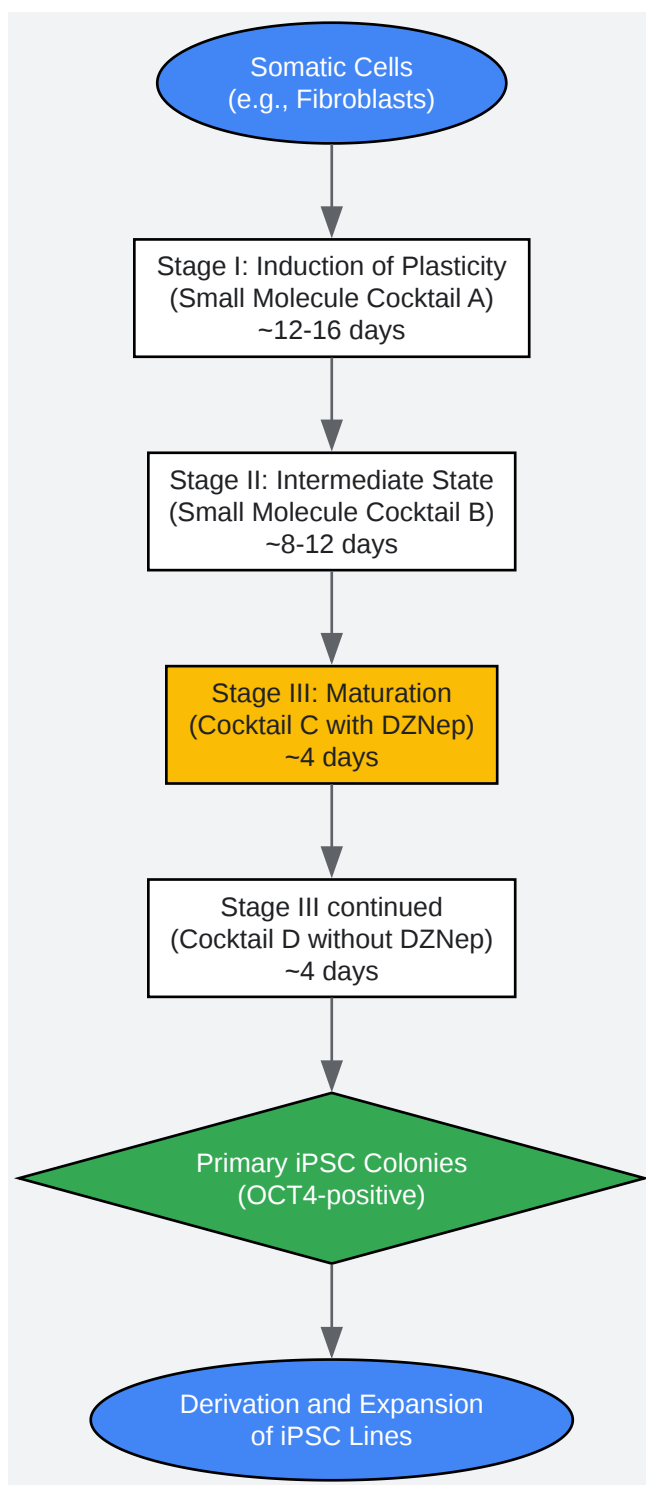 Somatic Cells
(e.g., Fibroblasts)
Stage I: Induction of Plasticity
(Small Molecule Cocktail A)
~12-16 days
Stage II: Intermediate State
(Small Molecule Cocktail B)
~8-12 days
Stage III: Maturation
(Cocktail C with DZNep)
~4 days
Stage III continued
(Cocktail D without DZNep)
~4 days
Primary iPSC Colonies
(OCT4-positive)
Derivation and Expansion
of iPSC Lines